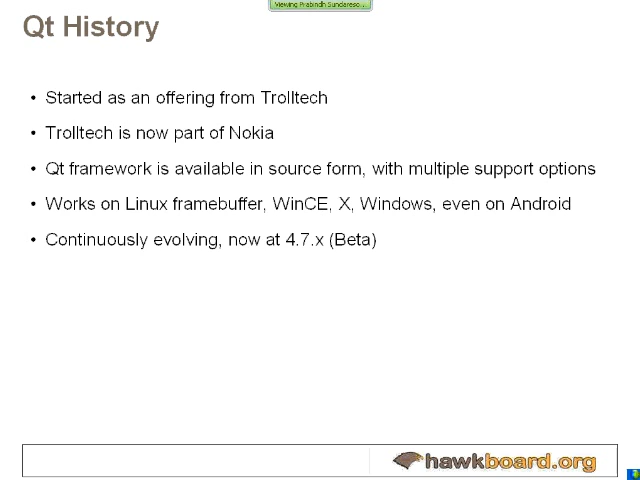 Viewing Prabindh Sundareso...
Qt History
• Started as an offering from Trolltech
• Trolltech is now part of Nokia
• Qt framework is available in source form, with multiple support options
• Works on Linux framebuffer, WinCE, X, Windows, even on Android
• Continuously evolving, now at 4.7.x (Beta)
hawkboard.org